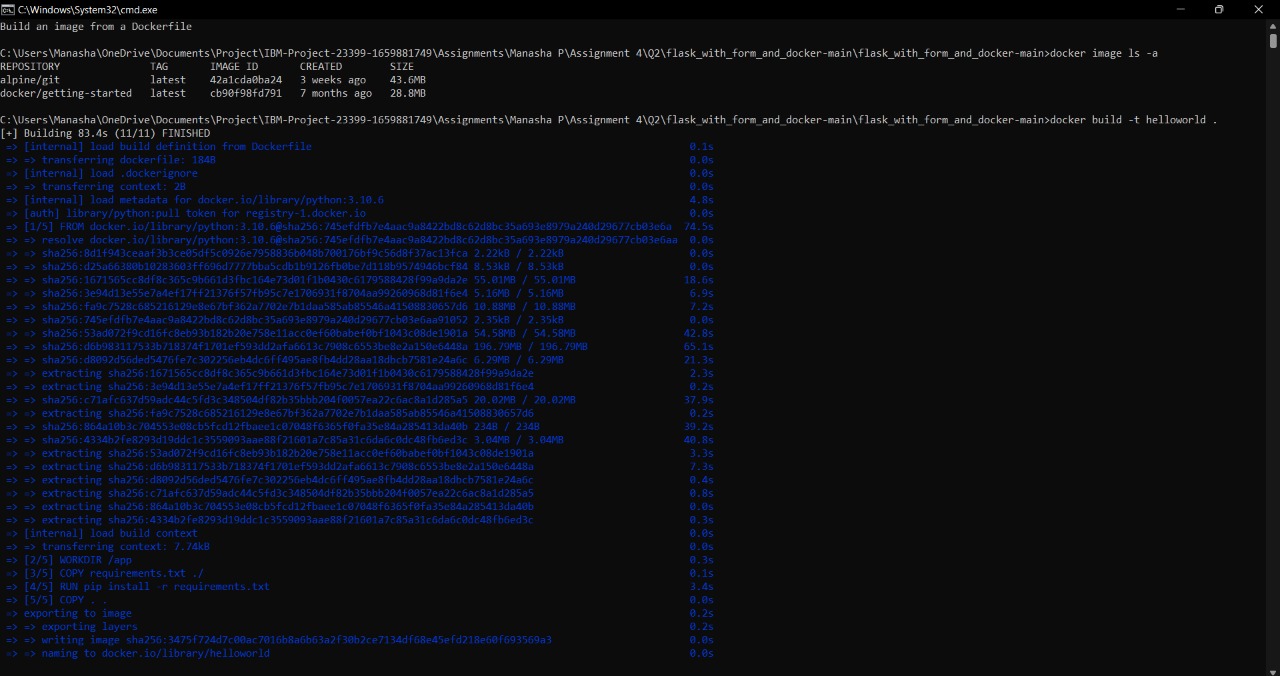 C:\Windows\System32\cmd.exe
Build an image from a Dockerfile
C:\Users\Manasha\OneDrive\Documents\Project\IBM-Project-23399-1659881749\Assignments\Manasha P\Assignment 4\Q2\flask_with_form_and_docker-main\flask_with_form_and_docker-main>docker image ls -a
REPOSITORY TAG IMAGE ID CREATED SIZE
alpine/git latest 42a1cda0ba24 3 weeks ago 43.6MB
docker/getting-started latest cb90f98fd791 7 months ago 28.8MB
C:\Users\Manasha\OneDrive\Documents\Project\IBM-Project-23399-1659881749\Assignments\Manasha P\Assignment 4\Q2\flask_with_form_and_docker-main\flask_with_form_and_docker-main>docker build -t helloworld .
[+] Building 83.4s (11/11) FINISHED
=> [internal] load build definition from Dockerfile 0.1s
=> => transferring dockerfile: 184B 0.0s
=> [internal] load .dockerignore 0.0s
=> => transferring context: 2B 0.0s
=> [internal] load metadata for docker.io/library/python:3.10.6 4.8s
=> [auth] library/python:pull token for registry-1.docker.io 0.0s
=> [1/5] FROM docker.io/library/python:3.10.6@sha256:745efdfb7e4aac9a8422bd8c62d8bc35a693e8979a240d29677cb03e6a 74.5s
=> => resolve docker.io/library/python:3.10.6@sha256:745efdfb7e4aac9a8422bd8c62d8bc35a693e8979a240d29677cb03e6aa 0.0s
=> => sha256:8d1f943ceaaf3b3ce05df5c0926e7958836b048b700176bf9c56d8f37ac13fca 2.22kB / 2.22kB 0.0s
=> => sha256:d25a66380b10283603ff696d7777bba5cdb1b9126fb0be7d118b9574946bcf84 8.53kB / 8.53kB 0.0s
=> => sha256:1671565cc8df8c365c9b661d3fbc164e73d01f1b0430c6179588428f99a9da2e 55.01MB / 55.01MB 18.6s
=> => sha256:3e94d13e55e7a4ef17ff21376f57fb95c7e1706931f8704aa99260968d81f6e4 5.16MB / 5.16MB 6.9s
=> => sha256:fa9c7528c685216129e8e67bf362a7702e7b1daa585ab85546a41508830657d6 10.88MB / 10.88MB 7.2s
=> => sha256:745efdfb7e4aac9a8422bd8c62d8bc35a693e8979a240d29677cb03e6aa91052 2.35kB / 2.35kB 0.0s
=> => sha256:53ad072f9cd16fc8eb93b182b20e758e11acc0ef60babef0bf1043c08de1901a 54.58MB / 54.58MB 42.8s
=> => sha256:d6b983117533b718374f1701ef593dd2afa6613c7908c6553be8e2a150e6448a 196.79MB / 196.79MB 65.1s
=> => sha256:d8092d56ded5476fe7c302256eb4dc6ff495ae8fb4dd28aa18dbcb7581e24a6c 6.29MB / 6.29MB 21.3s
=> => extracting sha256:1671565cc8df8c365c9b661d3fbc164e73d01f1b0430c6179588428f99a9da2e 2.3s
=> => extracting sha256:3e94d13e55e7a4ef17ff21376f57fb95c7e1706931f8704aa99260968d81f6e4 0.2s
=> => sha256:c71afc637d59adc44c5fd3c348504df82b35bbb204f0057ea22c6ac8a1d285a5 20.02MB / 20.02MB 37.9s
=> => extracting sha256:fa9c7528c685216129e8e67bf362a7702e7b1daa585ab85546a41508830657d6 0.2s
=> => sha256:864a10b3c704553e08cb5fcd12fbaee1c07048f6365f0fa35e84a285413da40b 234B / 234B 39.2s
=> => sha256:4334b2fe8293d19ddc1c3559093aae88f21601a7c85a31c6da6c0dc48fb6ed3c 3.04MB / 3.04MB 40.8s
=> => extracting sha256:53ad072f9cd16fc8eb93b182b20e758e11acc0ef60babef0bf1043c08de1901a 3.3s
=> => extracting sha256:d6b983117533b718374f1701ef593dd2afa6613c7908c6553be8e2a150e6448a 7.3s
=> => extracting sha256:d8092d56ded5476fe7c302256eb4dc6ff495ae8fb4dd28aa18dbcb7581e24a6c 0.4s
=> => extracting sha256:c71afc637d59adc44c5fd3c348504df82b35bbb204f0057ea22c6ac8a1d285a5 0.8s
=> => extracting sha256:864a10b3c704553e08cb5fcd12fbaee1c07048f6365f0fa35e84a285413da40b 0.0s
=> => extracting sha256:4334b2fe8293d19ddc1c3559093aae88f21601a7c85a31c6da6c0dc48fb6ed3c 0.3s
=> [internal] load build context 0.0s
=> => transferring context: 7.74kB 0.0s
=> [2/5] WORKDIR /app 0.3s
=> [3/5] COPY requirements.txt ./ 0.1s
=> [4/5] RUN pip install -r requirements.txt 3.4s
=> [5/5] COPY . . 0.0s
=> exporting to image 0.2s
=> => exporting layers 0.2s
=> => writing image sha256:3475f724d7c00ac7016b8a6b63a2f30b2ce7134df68e45efd218e60f693569a3 0.0s
=> => naming to docker.io/library/helloworld 0.0s